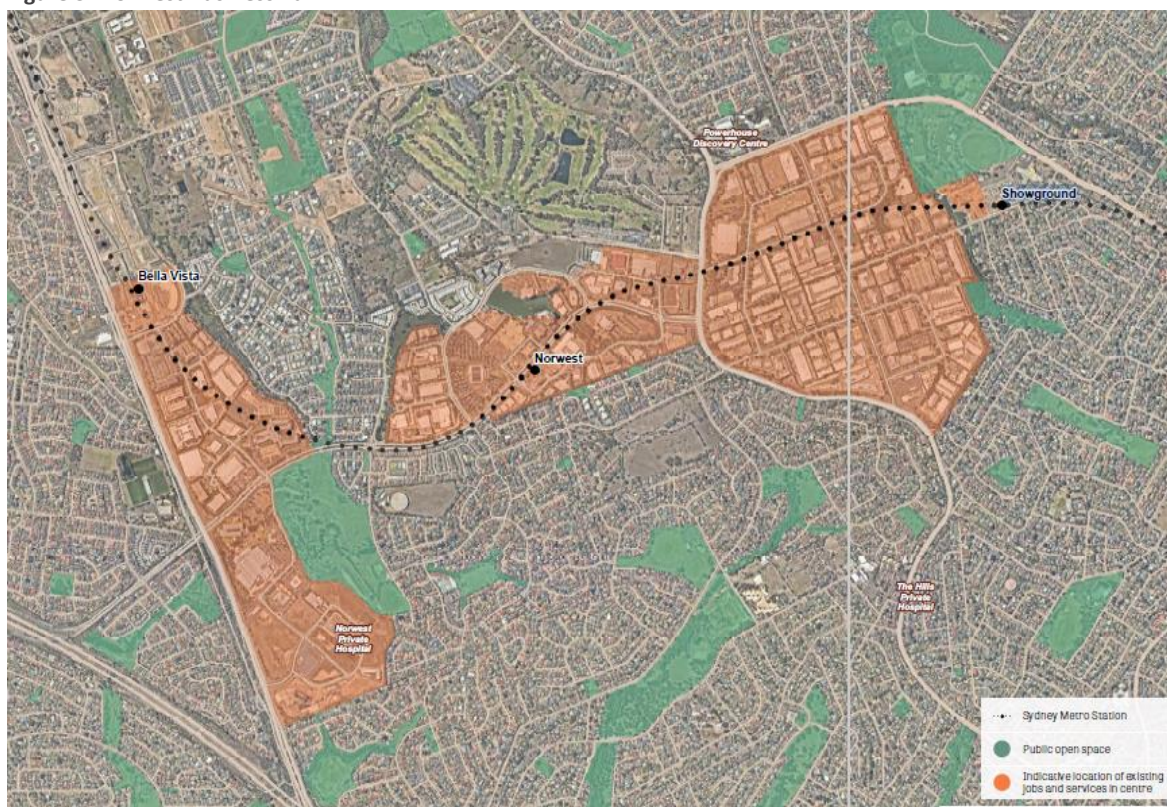 Powerhouse
Discovery Centre
Showground
Bella Vista
Norwest
The Hills
Private
Hospital
Norwest
Private
Hospital
Sydney Metro Station
Public open space
Indicative location of existing
jobs and services in centre